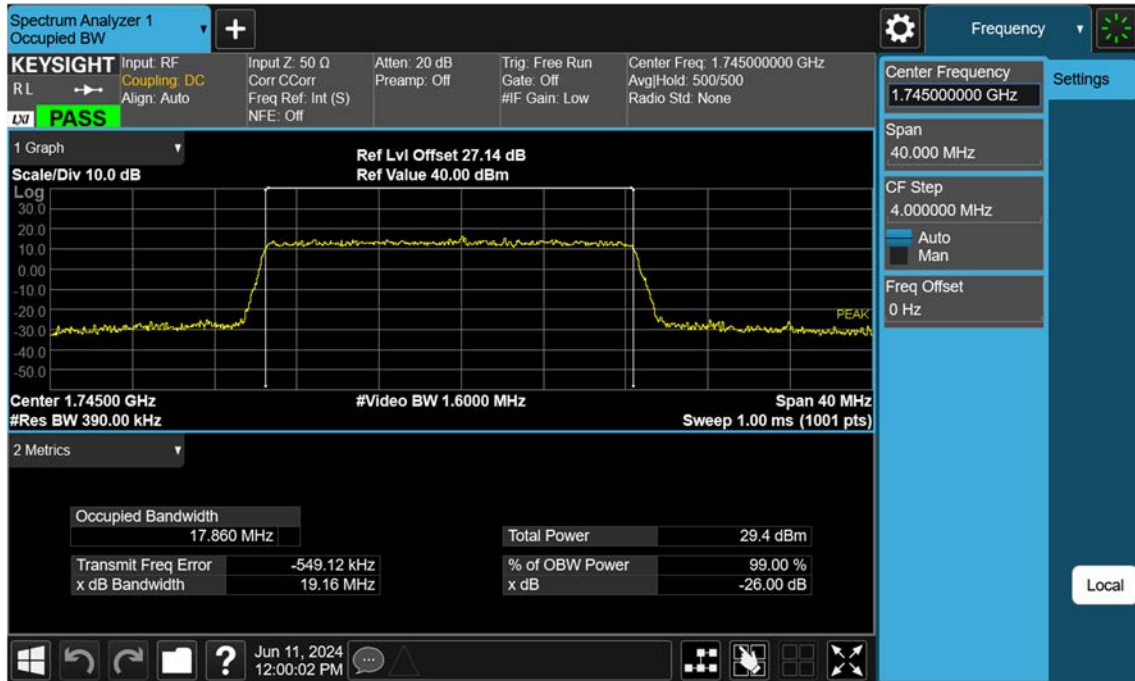 Spectrum Analyzer 1
Occupied BW
+
Frequency
KEYSIGHT
RL
LXI PASS
Input: RF
Coupling: DC
Align: Auto
Input Z: 50 Ω
Corr CCorr
Freq Ref: Int (S)
NFE: Off
Atten: 20 dB
Preamp: Off
Trig: Free Run
Gate: Off
#IF Gain: Low
Center Freq: 1.745000000 GHz
Avg|Hold: 500/500
Radio Std: None
Center Frequency
1.745000000 GHz
Settings
Span
40.000 MHz
CF Step
4.000000 MHz
Auto
Man
Freq Offset
0 Hz
Local
1 Graph
Scale/Div 10.0 dB
Ref Lvl Offset 27.14 dB
Ref Value 40.00 dBm
Log
30.0
20.0
10.0
0.00
-10.0
-20.0
-30.0
-40.0
-50.0
PEAK
Center 1.74500 GHz
#Video BW 1.6000 MHz
Span 40 MHz
#Res BW 390.00 kHz
Sweep 1.00 ms (1001 pts)
2 Metrics
Occupied Bandwidth
17.860 MHz
Total Power 29.4 dBm
Transmit Freq Error -549.12 kHz
% of OBW Power 99.00 %
x dB Bandwidth 19.16 MHz
x dB -26.00 dB
?
Jun 11, 2024
12:00:02 PM